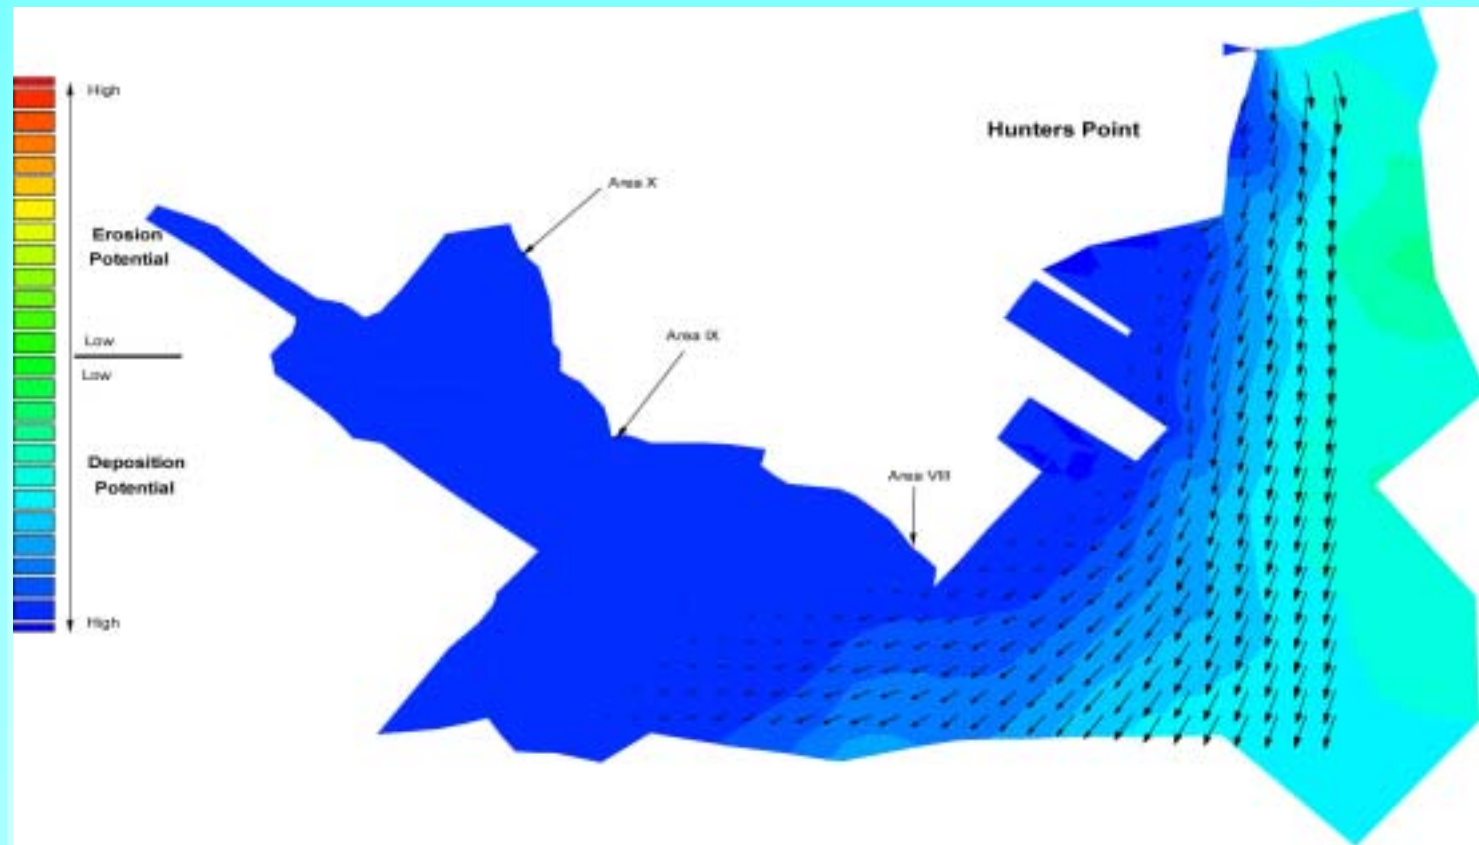 High
Hunters Point
Area X
Erosion
Potential
Area IX
Low
Low
Deposition
Potential
Area VIII
High